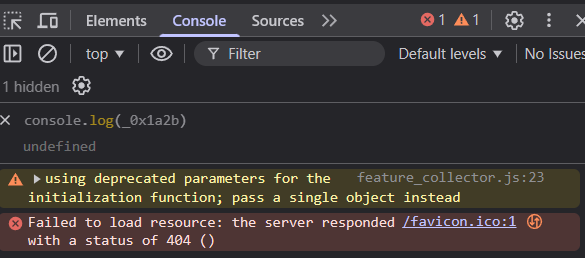 Elements Console Sources 1 1
top Filter Default levels No Issues
1 hidden
console.log(_0x1a2b)
undefined
using deprecated parameters for the feature_collector.js:23
initialization function; pass a single object instead
Failed to load resource: the server responded /favicon.ico:1
with a status of 404 ()